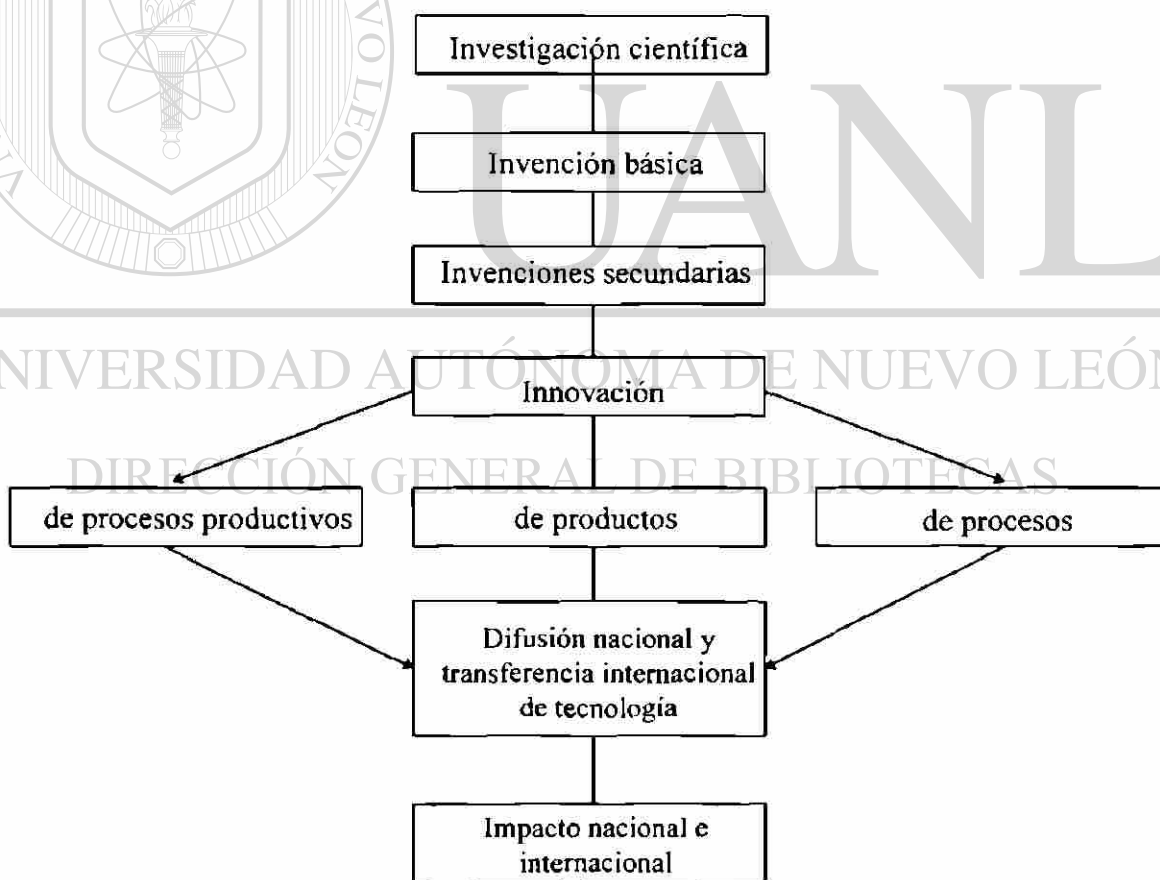 Investigación científica
UANL
Invención básica
Invenciones secundarias
UNIVERSIDAD AUTÓNOMA DE NUEVO LEÓN
Innovación
DIRECCIÓN GENERAL DE BIBLIOTECAS
de procesos productivos
de productos
de procesos
Difusión nacional y
transferencia internacional
de tecnología
Impacto nacional e
internacional